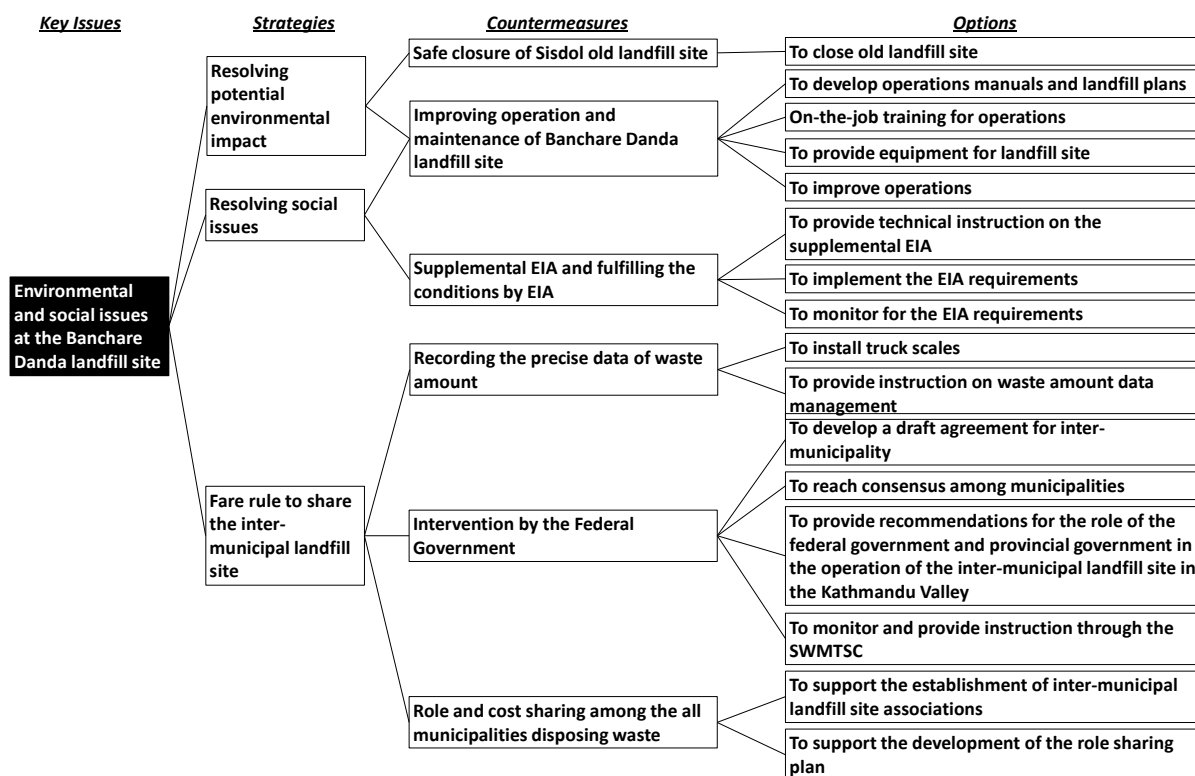 Key Issues
Strategies
Countermeasures
Options
Environmental
and social issues
at the Banchare
Danda landfill site
Resolving
potential
environmental
impact
Resolving social
issues
Fare rule to share
the inter-
municipal landfill
site
Safe closure of Sisdol old landfill site
Improving operation and
maintenance of Banchare Danda
landfill site
Supplemental EIA and fulfilling the
conditions by EIA
Recording the precise data of waste
amount
Intervention by the Federal
Government
Role and cost sharing among the all
municipalities disposing waste
To close old landfill site
To develop operations manuals and landfill plans
On-the-job training for operations
To provide equipment for landfill site
To improve operations
To provide technical instruction on the
supplemental EIA
To implement the EIA requirements
To monitor for the EIA requirements
To install truck scales
To provide instruction on waste amount data
management
To develop a draft agreement for inter-
municipality
To reach consensus among municipalities
To provide recommendations for the role of the
federal government and provincial government in
the operation of the inter-municipal landfill site in
the Kathmandu Valley
To monitor and provide instruction through the
SWMTSC
To support the establishment of inter-municipal
landfill site associations
To support the development of the role sharing
plan